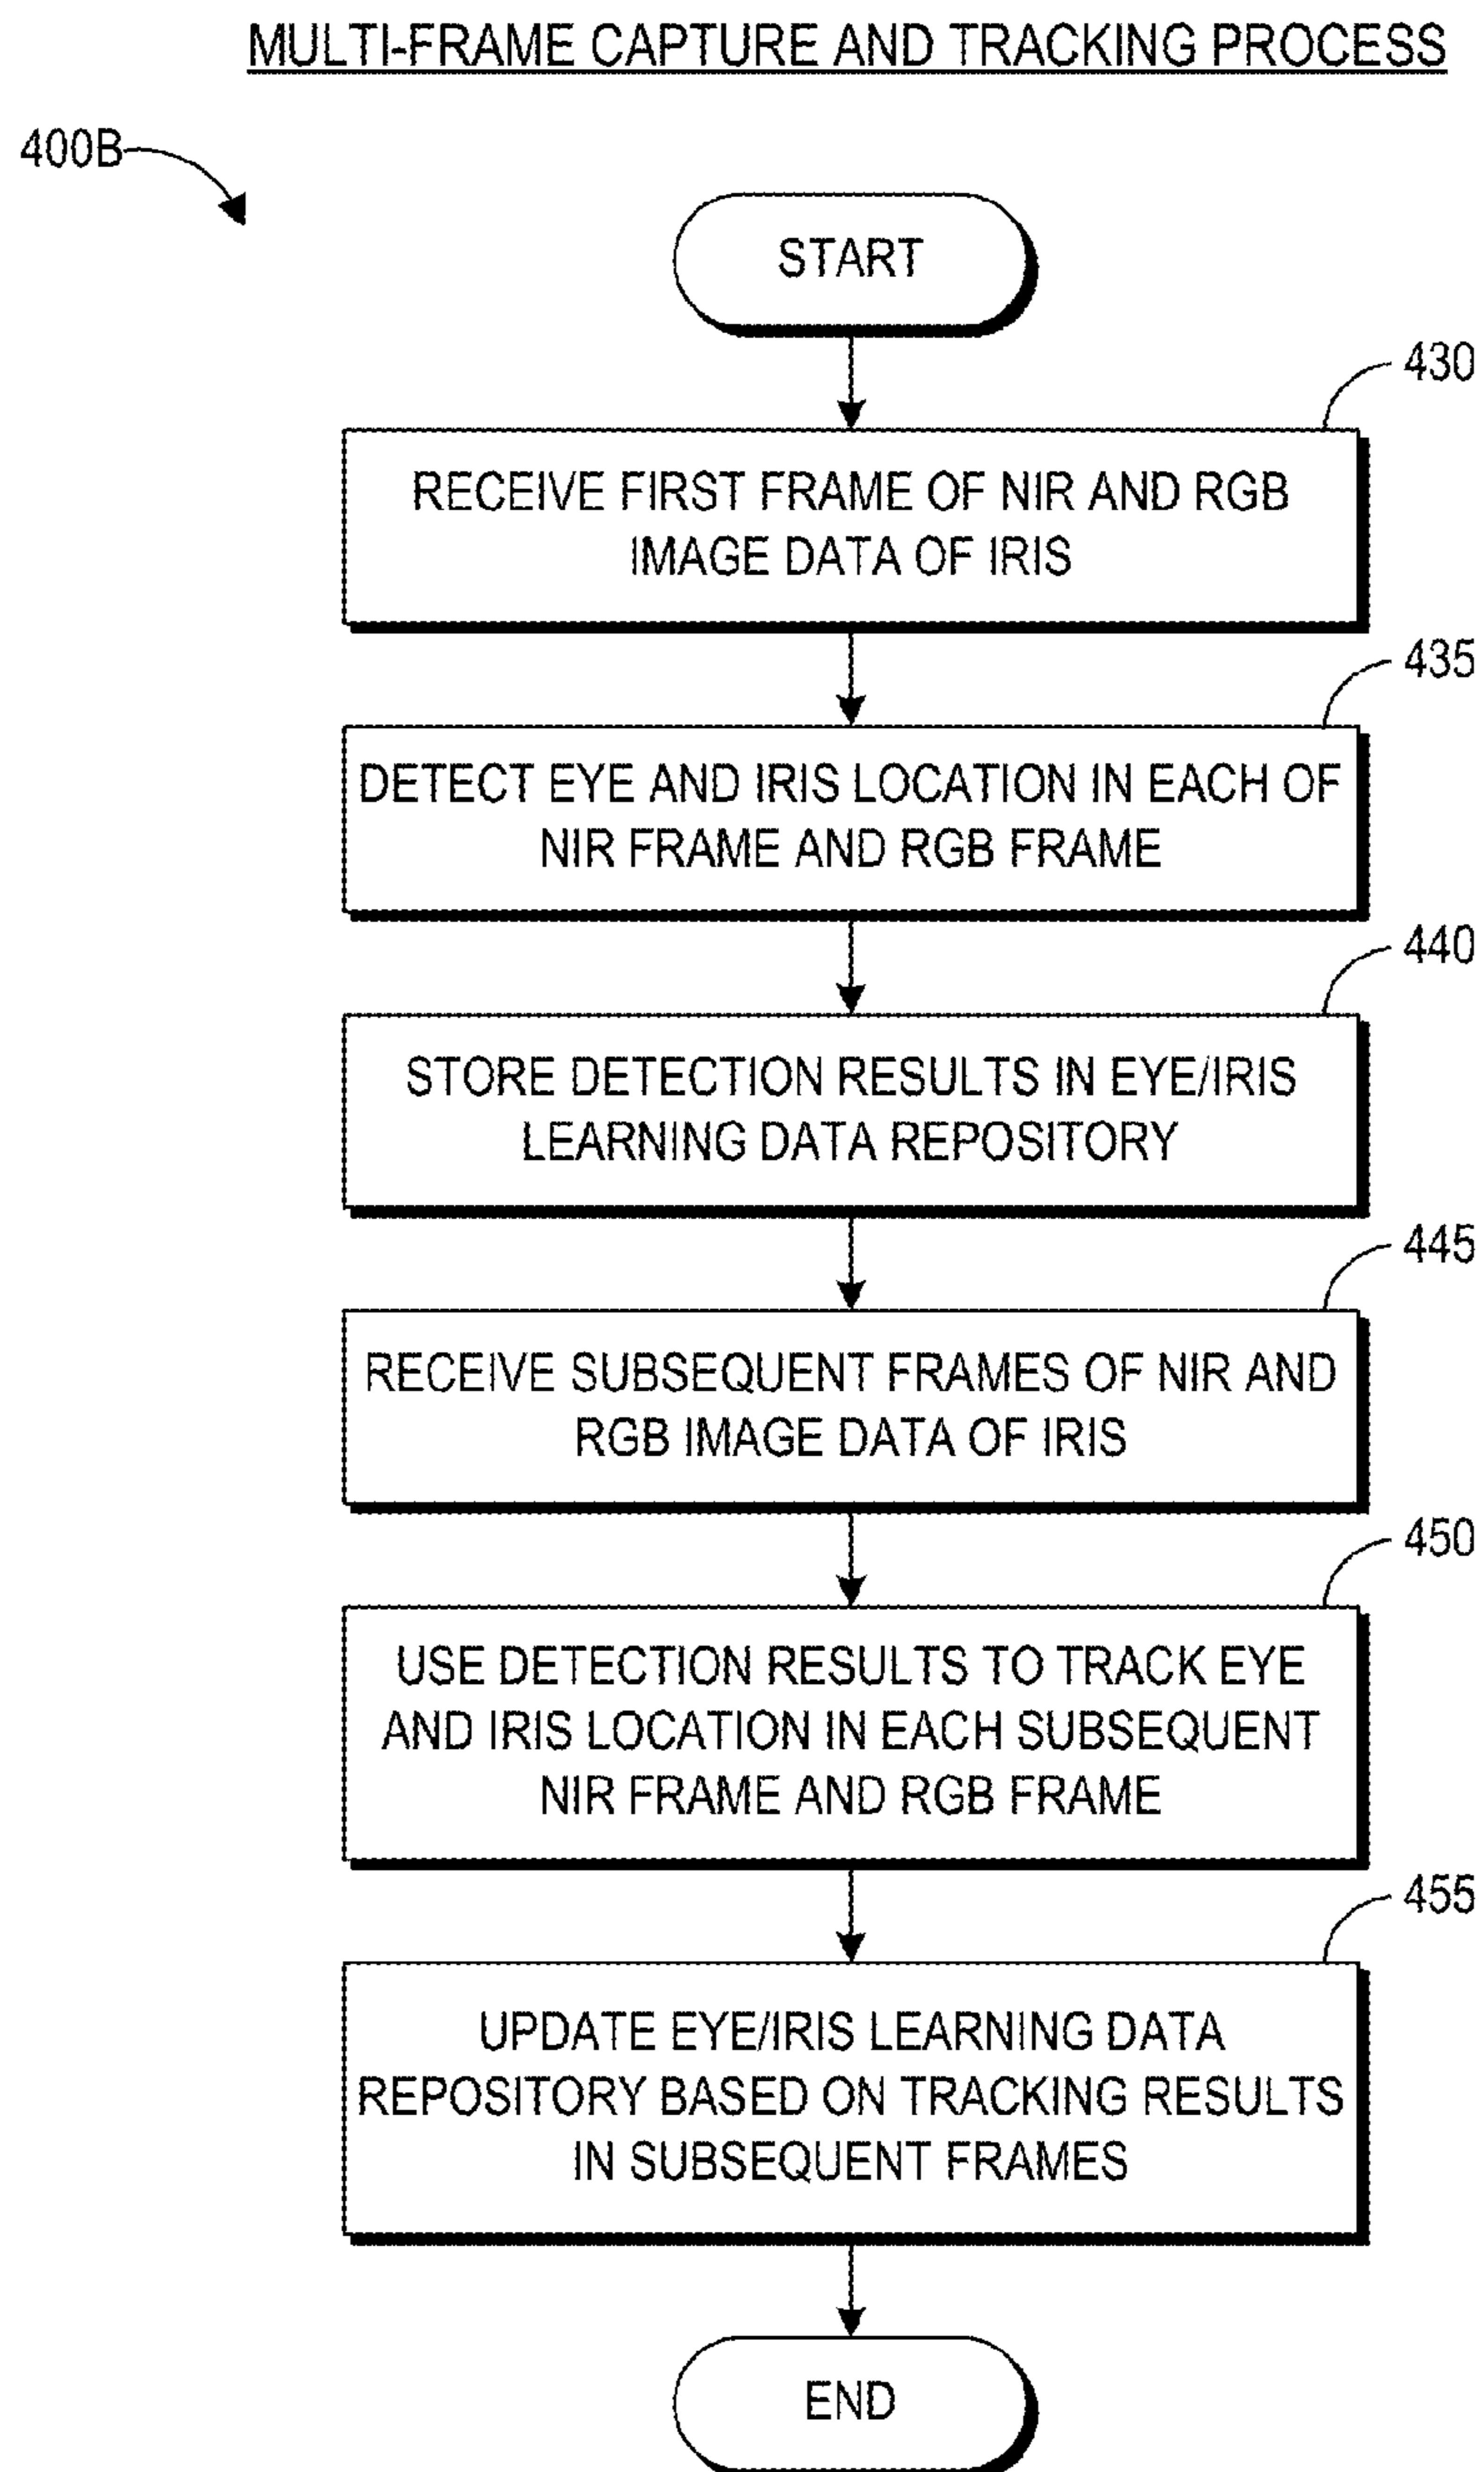 MULTI-FRAME CAPTURE AND TRACKING PROCESS
400B
START
430
RECEIVE FIRST FRAME OF NIR AND RGB
IMAGE DATA OF IRIS
435
DETECT EYE AND IRIS LOCATION IN EACH OF
NIR FRAME AND RGB FRAME
440
STORE DETECTION RESULTS IN EYE/IRIS
LEARNING DATA REPOSITORY
445
RECEIVE SUBSEQUENT FRAMES OF NIR AND
RGB IMAGE DATA OF IRIS
450
USE DETECTION RESULTS TO TRACK EYE
AND IRIS LOCATION IN EACH SUBSEQUENT
NIR FRAME AND RGB FRAME
455
UPDATE EYE/IRIS LEARNING DATA
REPOSITORY BASED ON TRACKING RESULTS
IN SUBSEQUENT FRAMES
END